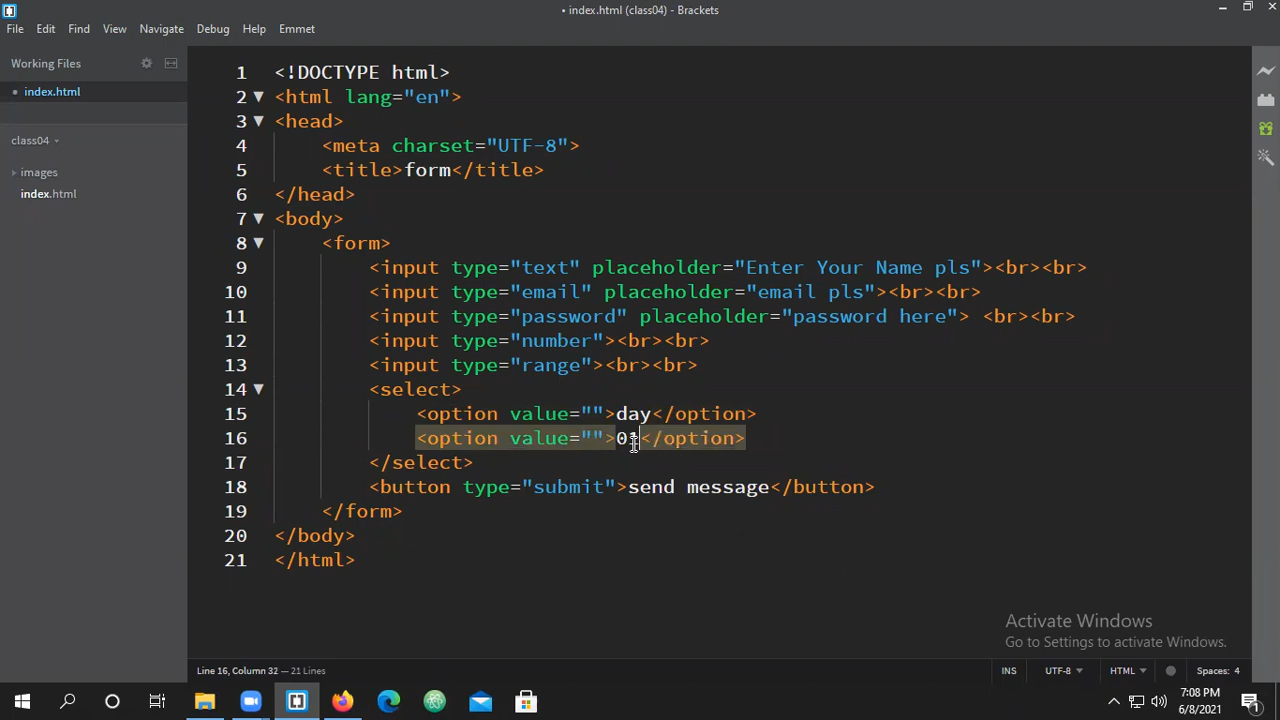 • index.html (class04) - Brackets
File Edit Find View Navigate Debug Help Emmet
Working Files
• index.html
class04
images
index.html
1 <!DOCTYPE html>
2 <html lang="en">
3 <head>
4 <meta charset="UTF-8">
5 <title>form</title>
6 </head>
7 <body>
8 <form>
9 <input type="text" placeholder="Enter Your Name pls"><br><br>
10 <input type="email" placeholder="email pls"><br><br>
11 <input type="password" placeholder="password here"> <br><br>
12 <input type="number"><br><br>
13 <input type="range"><br><br>
14 <select>
15 <option value="">day</option>
16 <option value="">01</option>
17 </select>
18 <button type="submit">send message</button>
19 </form>
20 </body>
21 </html>
Activate Windows
Go to Settings to activate Windows.
Line 16, Column 32 — 21 Lines
INS UTF-8 HTML Spaces: 4
7:08 PM
6/8/2021
1